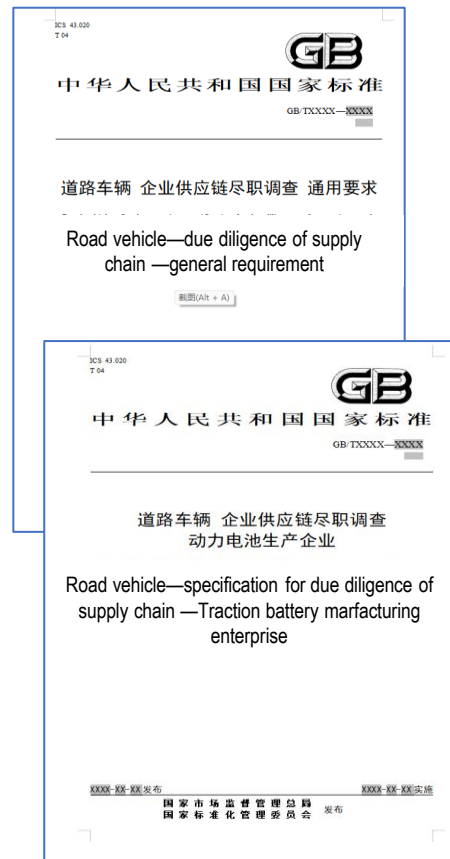 ICS 43.020
T 04
GB
中华人民共和国国家标准
GB/TXXXX—XXXX
道路车辆 企业供应链尽职调查 通用要求
Road vehicle—due diligence of supply
chain —general requirement
截图(Alt + A)
ICS 43.020
T 04
GB
中华人民共和国国家标准
GB/TXXXX—XXXX
道路车辆 企业供应链尽职调查
动力电池生产企业
Road vehicle—specification for due diligence of
supply chain —Traction battery marfacturing
enterprise
XXXX-XX-XX 发布 XXXX-XX-XX 实施
国家市场监督管理总局
国家标准化管理委员会 发布